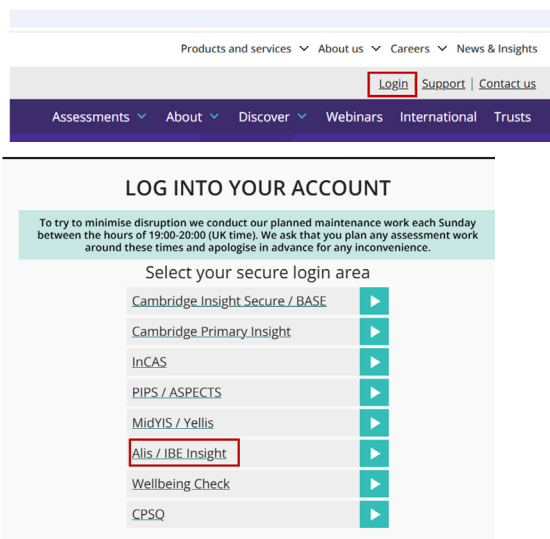 Products and services About us Careers News & Insights
Login Support | Contact us
Assessments About Discover Webinars International Trusts
LOG INTO YOUR ACCOUNT
To try to minimise disruption we conduct our planned maintenance work each Sunday
between the hours of 19:00-20:00 (UK time). We ask that you plan any assessment work
around these times and apologise in advance for any inconvenience.
Select your secure login area
Cambridge Insight Secure / BASE
Cambridge Primary Insight
InCAS
PIPS / ASPECTS
MidYIS / Yellis
Alis / IBE Insight
Wellbeing Check
CPSQ